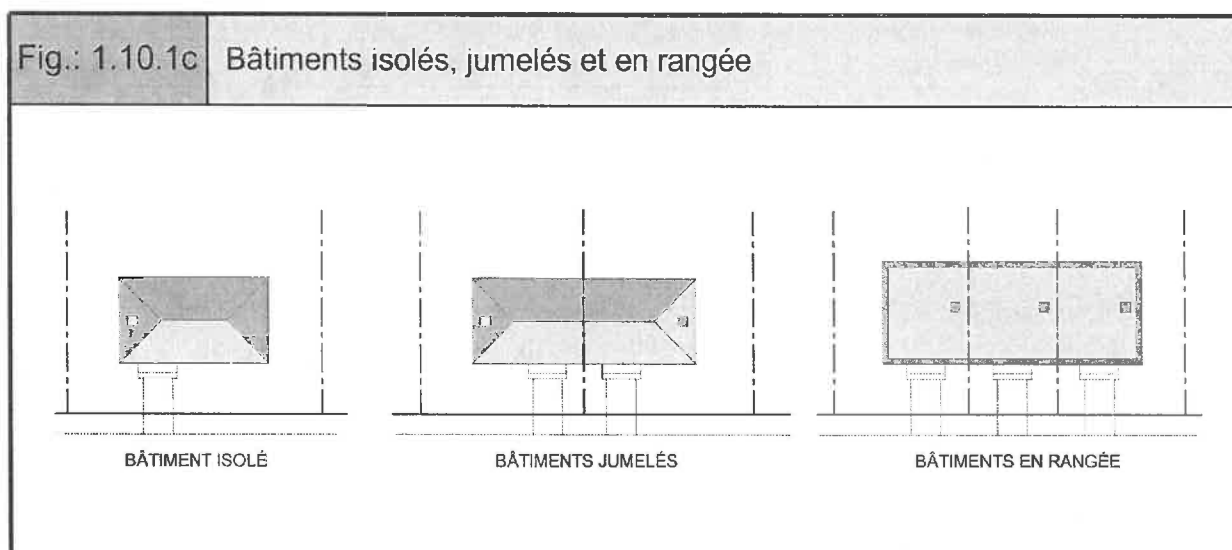 Fig.: 1.10.1c Bâtiments isolés, jumelés et en rangée
BÂTIMENT ISOLÉ
BÂTIMENTS JUMELÉS
BÂTIMENTS EN RANGÉE